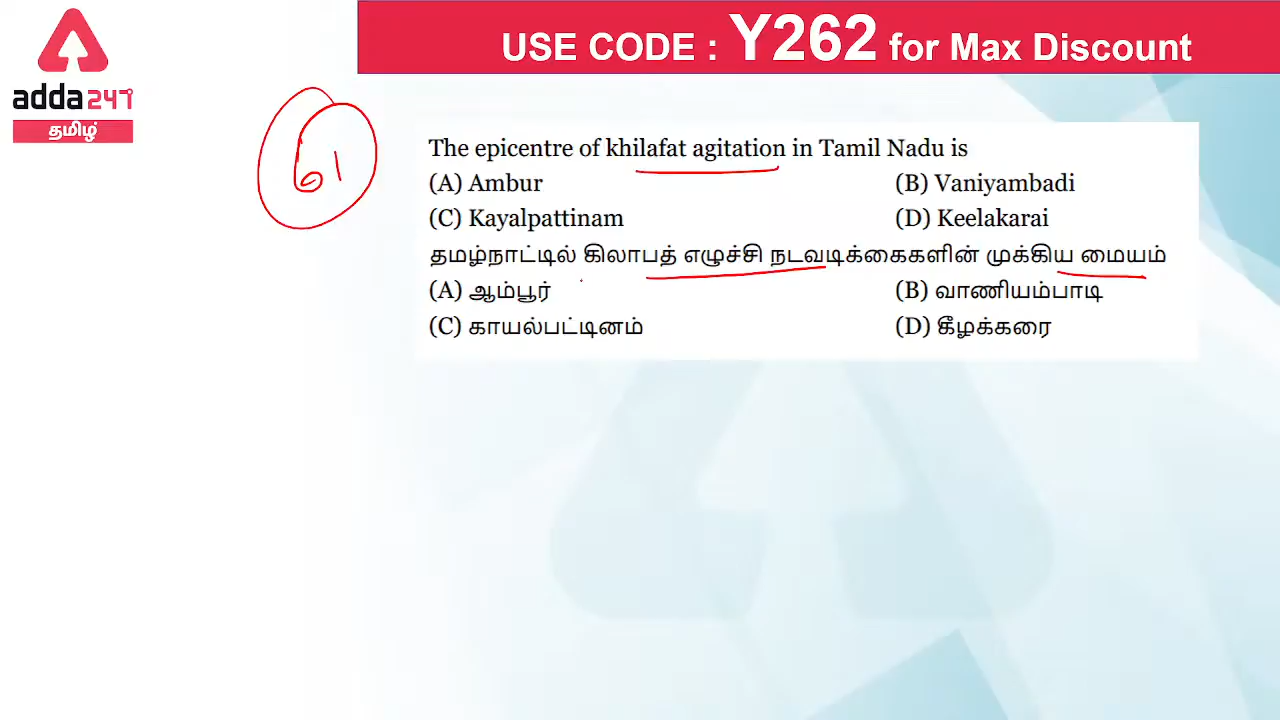 USE CODE : Y262 for Max Discount
adda247
தமிழ்
61
The epicentre of khilafat agitation in Tamil Nadu is
(A) Ambur (B) Vaniyambadi
(C) Kayalpattinam (D) Keelakarai
தமிழ்நாட்டில் கிலாபத் எழுச்சி நடவடிக்கைகளின் முக்கிய மையம்
(A) ஆம்பூர் (B) வாணியம்பாடி
(C) காயல்பட்டினம் (D) கீழக்கரை